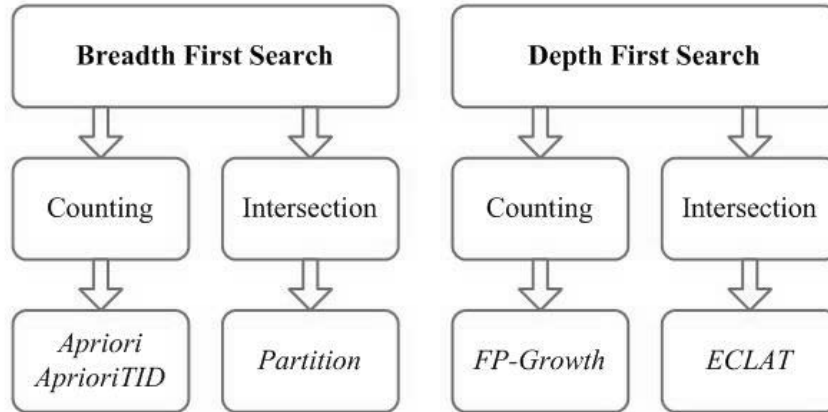 Breadth First Search
Depth First Search
Counting
Intersection
Counting
Intersection
Apriori
AprioriTID
Partition
FP-Growth
ECLAT